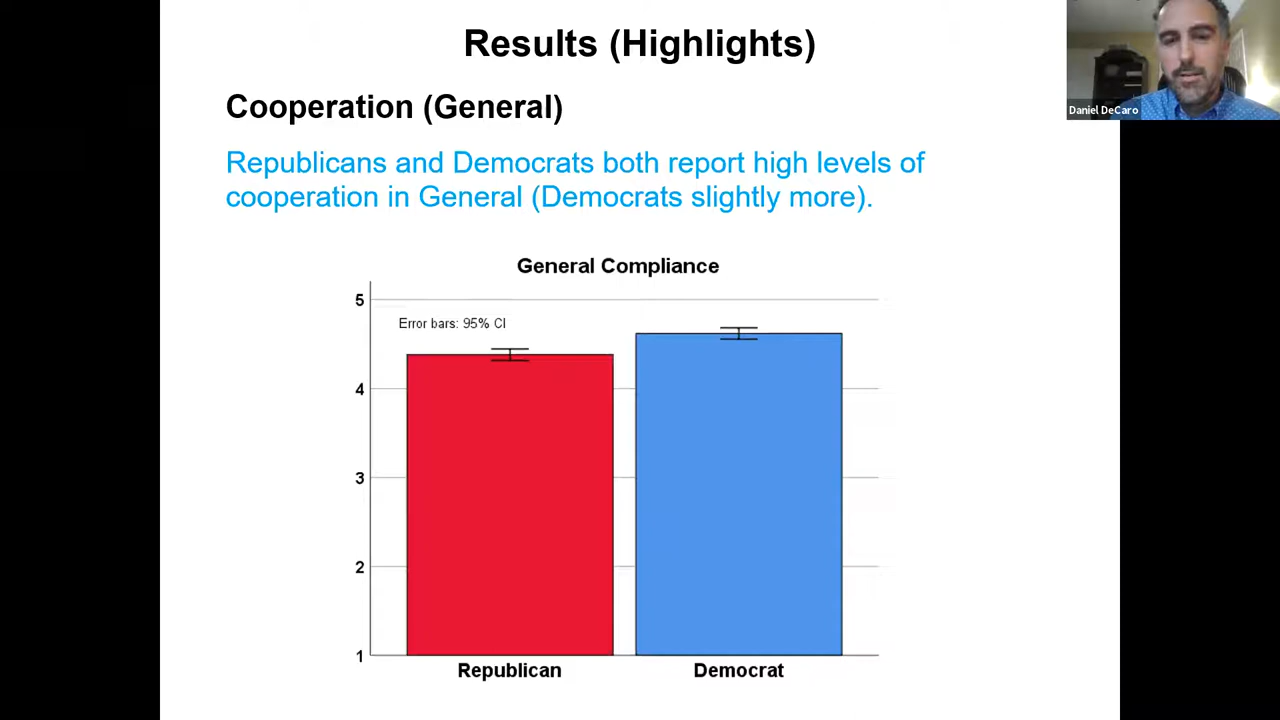 Results (Highlights)
Daniel DeCaro
Cooperation (General)
Republicans and Democrats both report high levels of
cooperation in General (Democrats slightly more).
General Compliance
5
Error bars: 95% CI
4
3
2
1
Republican
Democrat